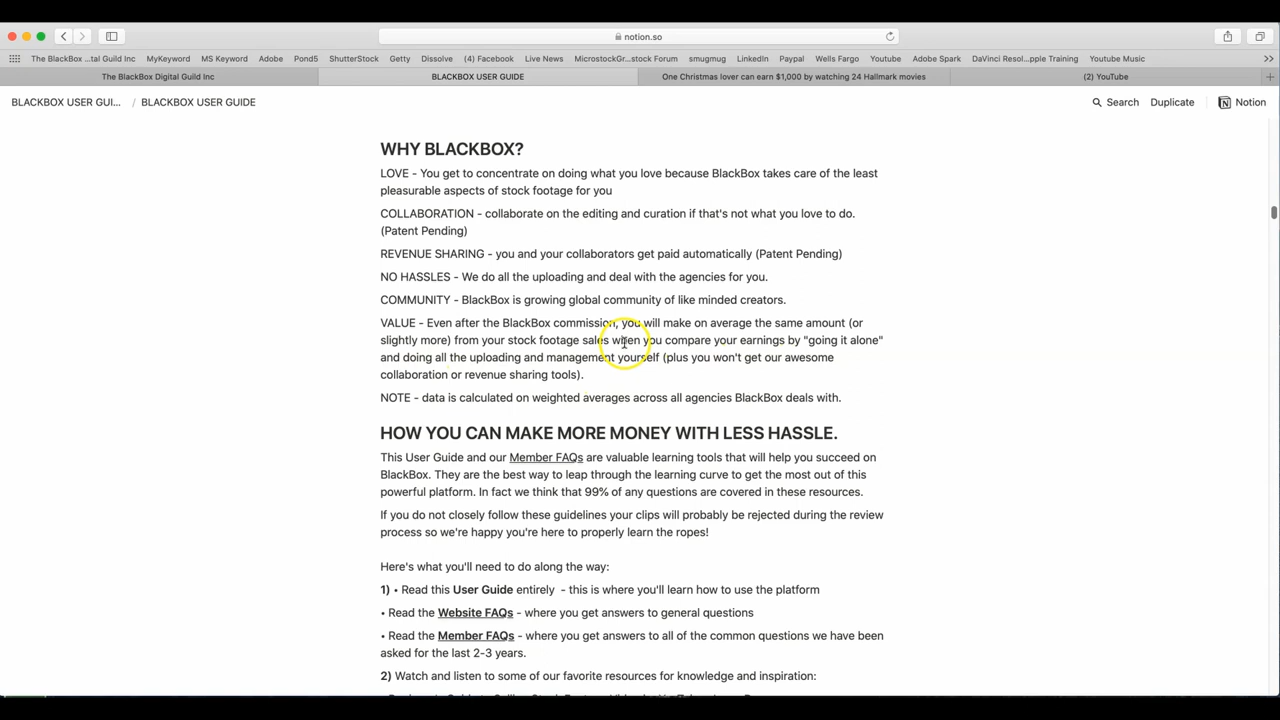 notion.so
The BlackBox ...tal Guild Inc MyKeyword MS Keyword Adobe Pond5 ShutterStock Getty Dissolve (4) Facebook Live News MicrostockGr...stock Forum smugmug LinkedIn Paypal Wells Fargo Youtube Adobe Spark DaVinci Resol...pple Training Youtube Music
The BlackBox Digital Guild Inc BLACKBOX USER GUIDE One Christmas lover can earn $1,000 by watching 24 Hallmark movies (2) YouTube
BLACKBOX USER GUI... / BLACKBOX USER GUIDE Search Duplicate Notion
WHY BLACKBOX?
LOVE - You get to concentrate on doing what you love because BlackBox takes care of the least
pleasurable aspects of stock footage for you
COLLABORATION - collaborate on the editing and curation if that's not what you love to do.
(Patent Pending)
REVENUE SHARING - you and your collaborators get paid automatically (Patent Pending)
NO HASSLES - We do all the uploading and deal with the agencies for you.
COMMUNITY - BlackBox is growing global community of like minded creators.
VALUE - Even after the BlackBox commission, you will make on average the same amount (or
slightly more) from your stock footage sales when you compare your earnings by "going it alone"
and doing all the uploading and management yourself (plus you won't get our awesome
collaboration or revenue sharing tools).
NOTE - data is calculated on weighted averages across all agencies BlackBox deals with.
HOW YOU CAN MAKE MORE MONEY WITH LESS HASSLE.
This User Guide and our Member FAQs are valuable learning tools that will help you succeed on
BlackBox. They are the best way to leap through the learning curve to get the most out of this
powerful platform. In fact we think that 99% of any questions are covered in these resources.
If you do not closely follow these guidelines your clips will probably be rejected during the review
process so we're happy you're here to properly learn the ropes!
Here's what you'll need to do along the way:
1) • Read this User Guide entirely - this is where you'll learn how to use the platform
• Read the Website FAQs - where you get answers to general questions
• Read the Member FAQs - where you get answers to all of the common questions we have been
asked for the last 2-3 years.
2) Watch and listen to some of our favorite resources for knowledge and inspiration: